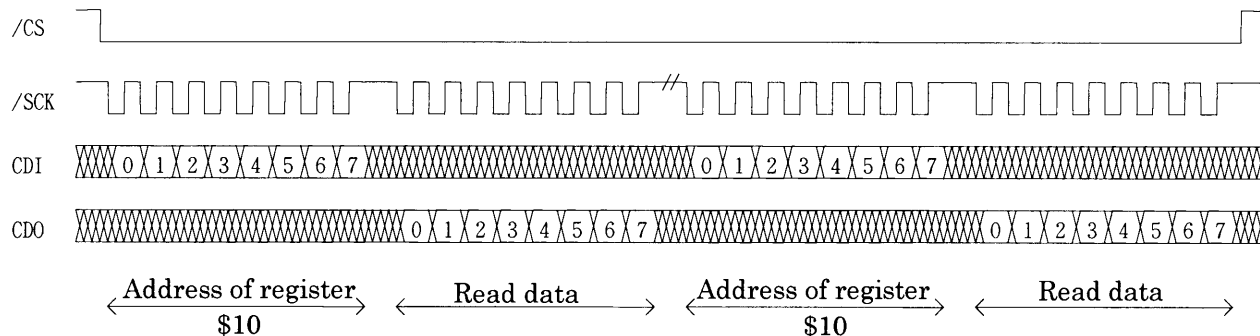 /CS
/SCK //
CDI 0 1 2 3 4 5 6 7 0 1 2 3 4 5 6 7
CDO 0 1 2 3 4 5 6 7 0 1 2 3 4 5 6 7
Address of register Read data Address of register Read data
$10 $10